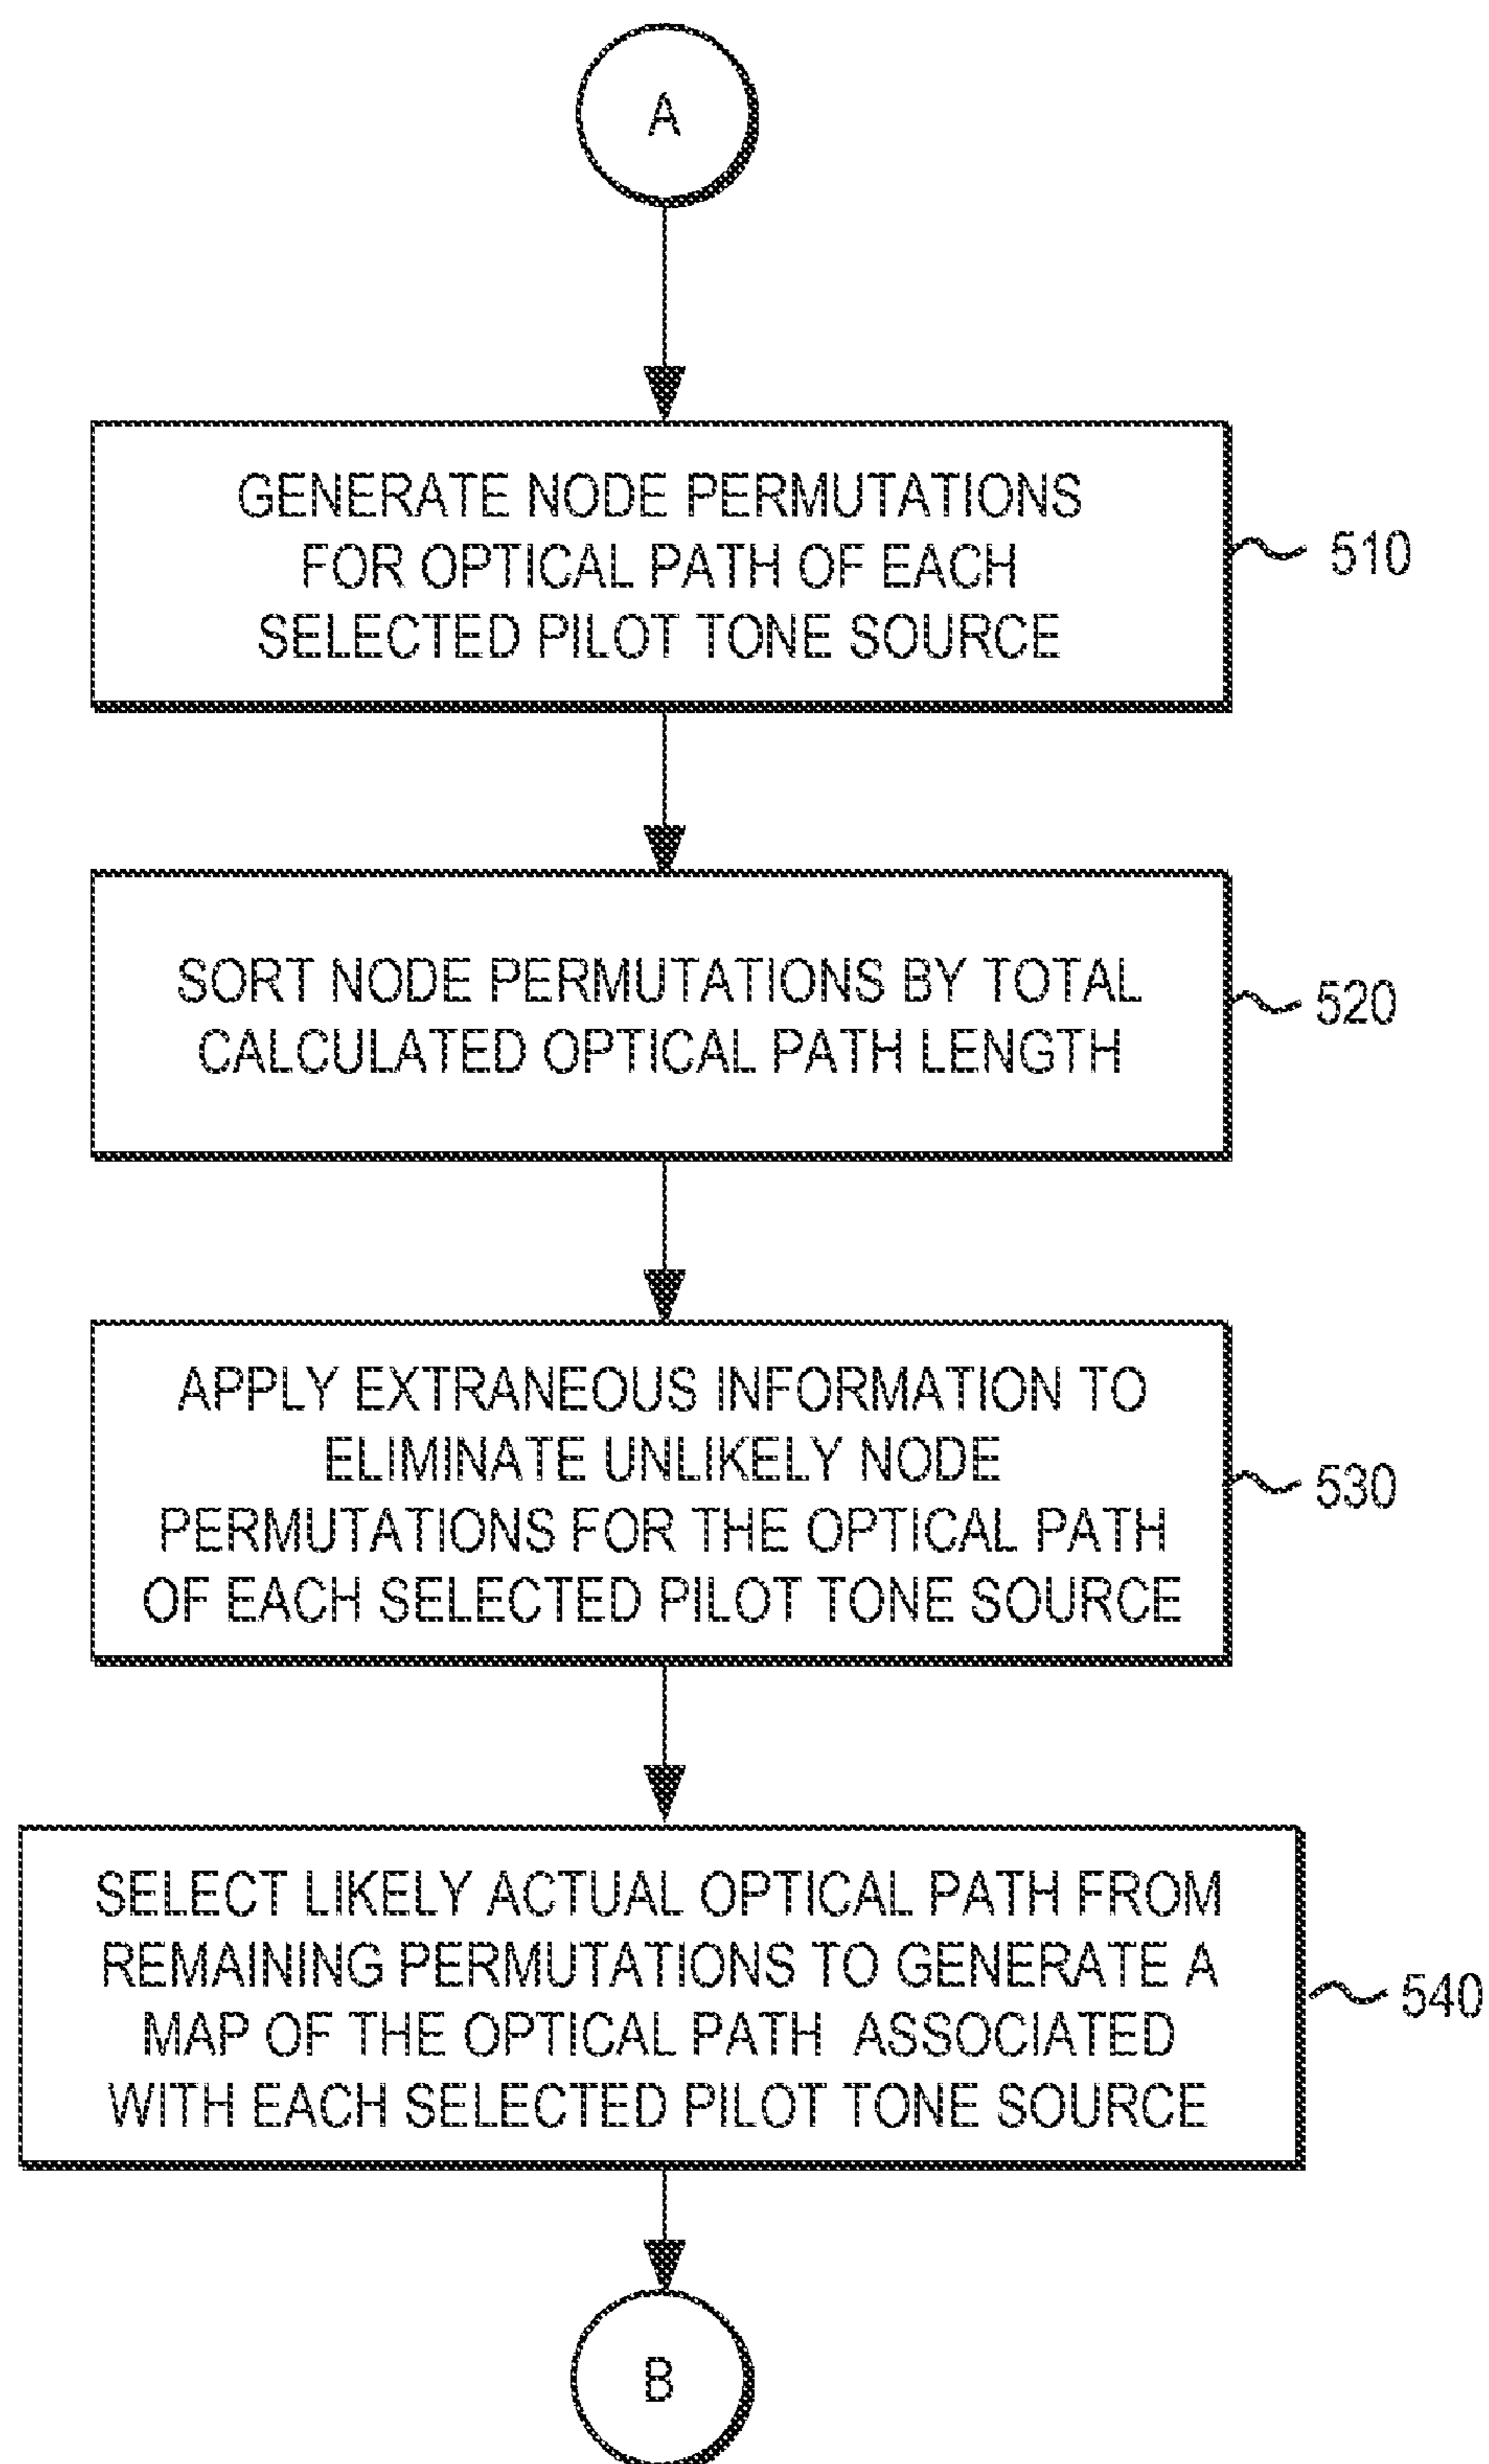 A
GENERATE NODE PERMUTATIONS
FOR OPTICAL PATH OF EACH
SELECTED PILOT TONE SOURCE
510
SORT NODE PERMUTATIONS BY TOTAL
CALCULATED OPTICAL PATH LENGTH
520
APPLY EXTRANEOUS INFORMATION TO
ELIMINATE UNLIKELY NODE
PERMUTATIONS FOR THE OPTICAL PATH
OF EACH SELECTED PILOT TONE SOURCE
530
SELECT LIKELY ACTUAL OPTICAL PATH FROM
REMAINING PERMUTATIONS TO GENERATE A
MAP OF THE OPTICAL PATH ASSOCIATED
WITH EACH SELECTED PILOT TONE SOURCE
540
B